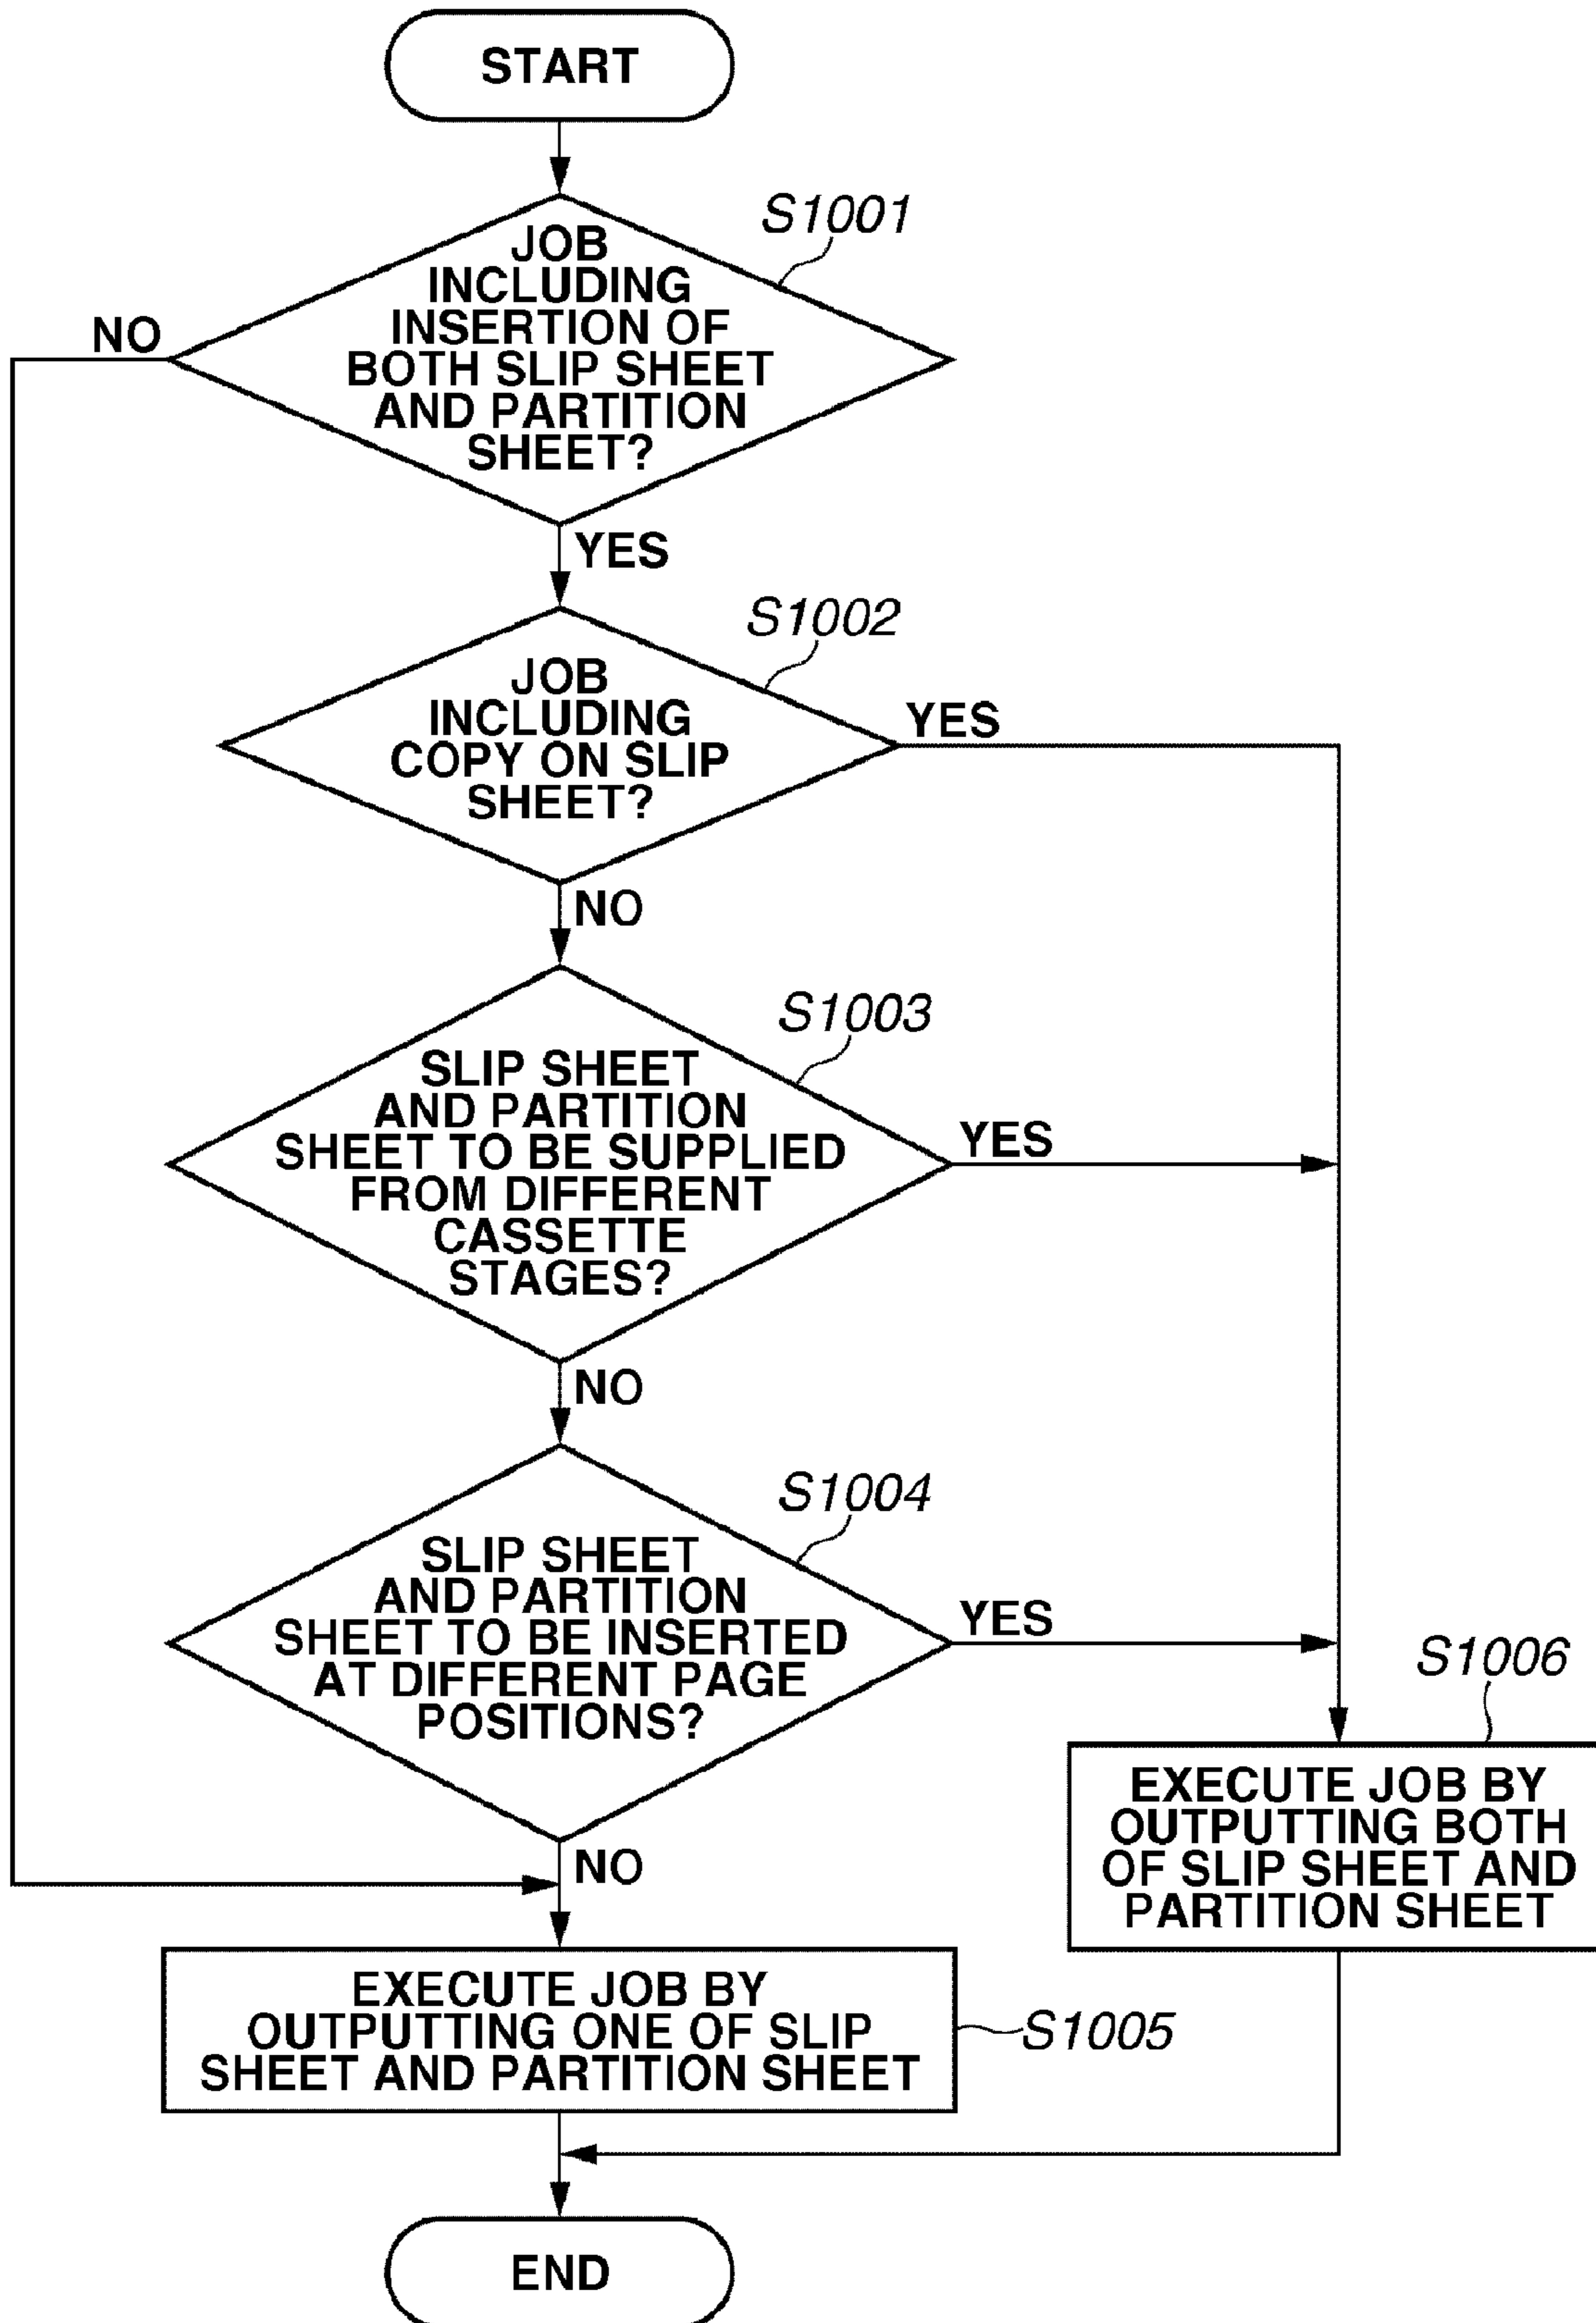 START
S1001
JOB
INCLUDING
INSERTION OF
BOTH SLIP SHEET
AND PARTITION
SHEET?
NO
YES
S1002
JOB
INCLUDING
COPY ON SLIP
SHEET?
YES
NO
S1003
SLIP SHEET
AND PARTITION
SHEET TO BE SUPPLIED
FROM DIFFERENT
CASSETTE
STAGES?
YES
NO
S1004
SLIP SHEET
AND PARTITION
SHEET TO BE INSERTED
AT DIFFERENT PAGE
POSITIONS?
YES
NO
S1006
EXECUTE JOB BY
OUTPUTTING BOTH
OF SLIP SHEET AND
PARTITION SHEET
EXECUTE JOB BY
OUTPUTTING ONE OF SLIP
SHEET AND PARTITION SHEET
S1005
END